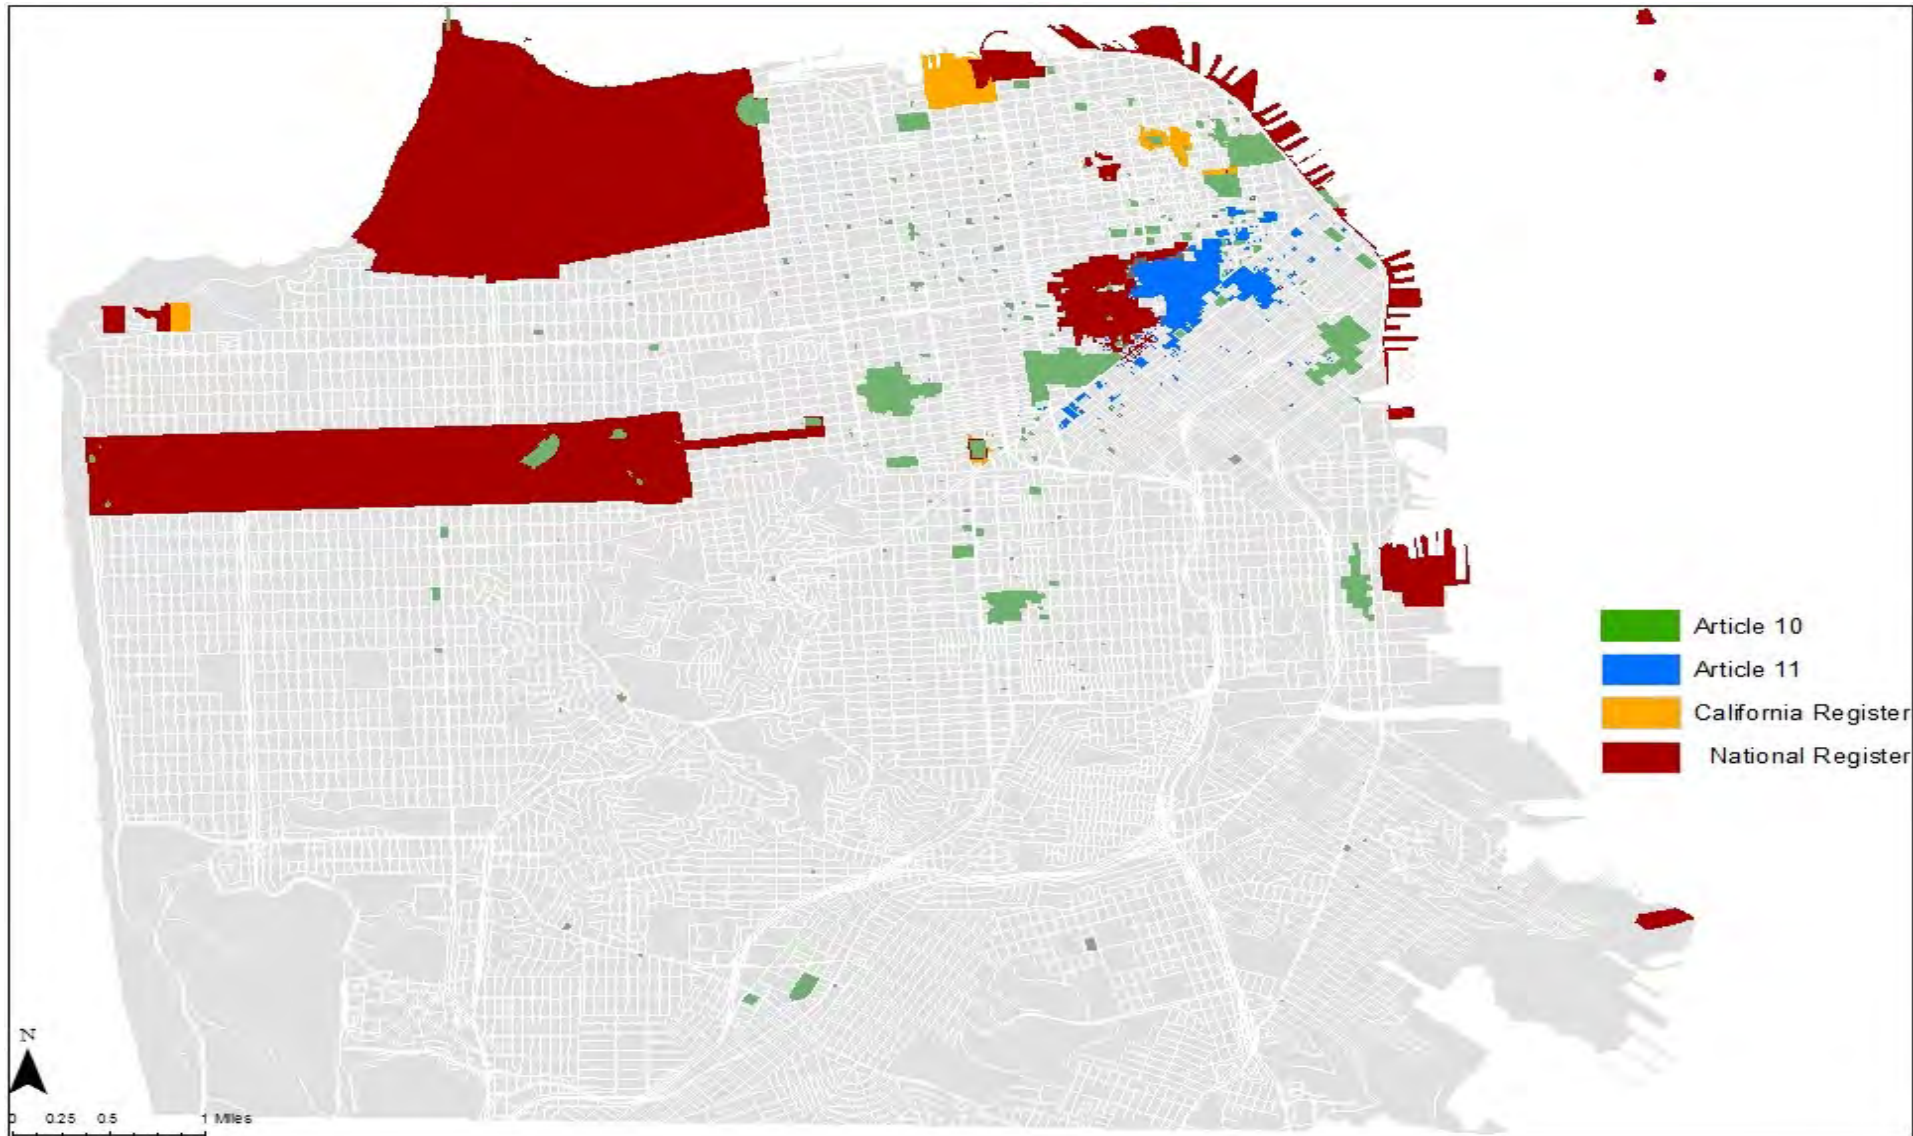 Article 10
Article 11
California Register
National Register
N
0 0.25 0.5 1 Miles